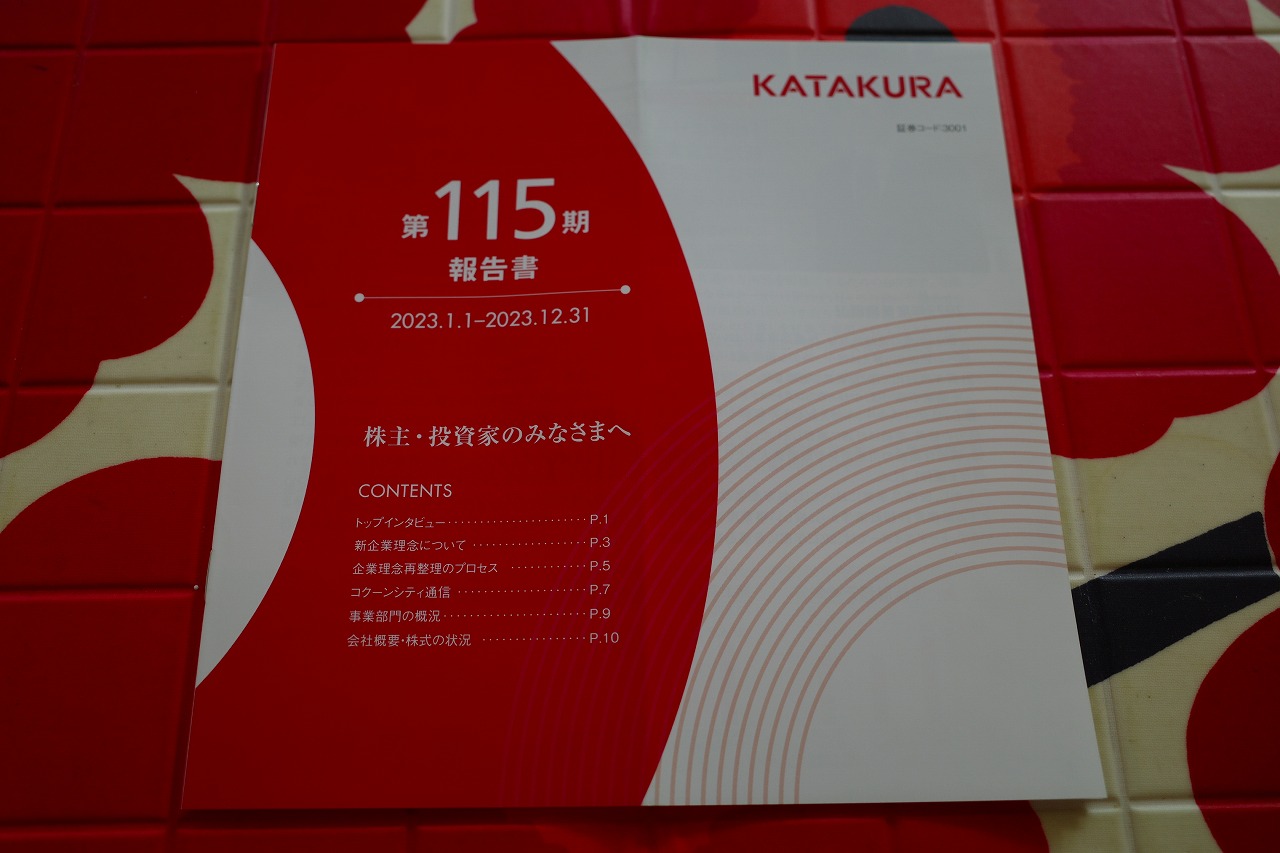 KATAKURA
証券コード:3001
第115期
報告書
2023.1.1–2023.12.31
株主・投資家のみなさまへ
CONTENTS
トップインタビュー······················P.1
新企業理念について ··················P.3
企業理念再整理のプロセス ············P.5
コクーンシティ通信 ····················P.7
事業部門の概況······················P.9
会社概要・株式の状況 ················P.10